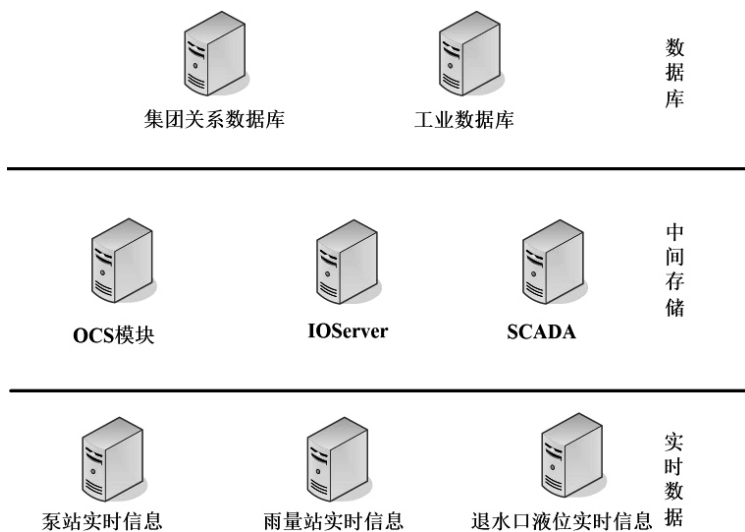 集团关系数据库
工业数据库
数据库
OCS模块
IOServer
SCADA
中间存储
泵站实时信息
雨量站实时信息
退水口液位实时信息
实时数据